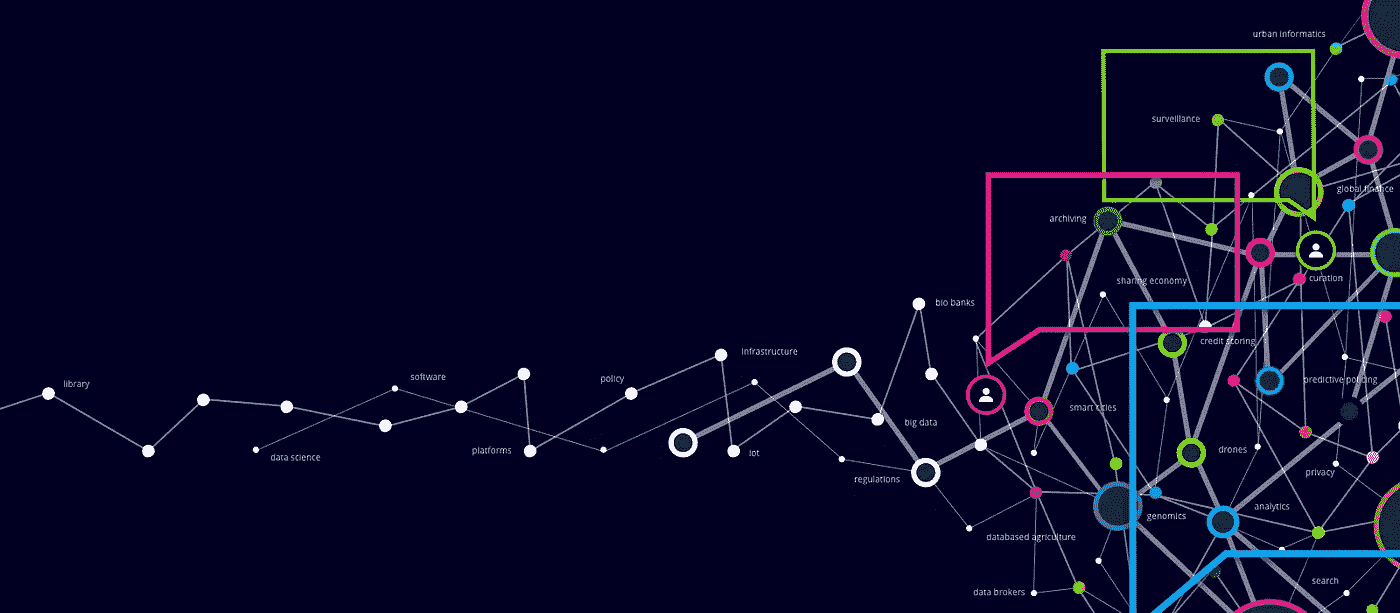 urban informatics
surveillance
global finance
archiving
sharing economy
curation
bio banks
credit scoring
infrastructure
software
policy
library
predictive policing
smart cities
big data
platforms
iot
data science
drones
regulations
privacy
analytics
genomics
databased agriculture
search
data brokers